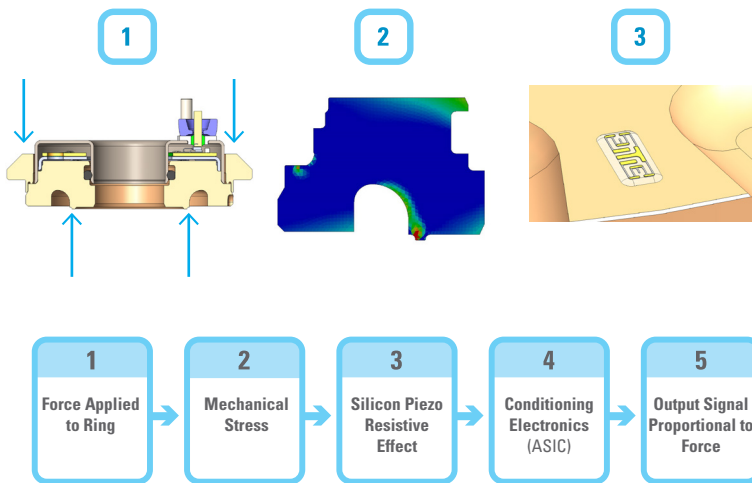 1
2
3
1
Force Applied
to Ring
2
Mechanical
Stress
3
Silicon Piezo
Resistive
Effect
4
Conditioning
Electronics
(ASIC)
5
Output Signal
Proportional to
Force